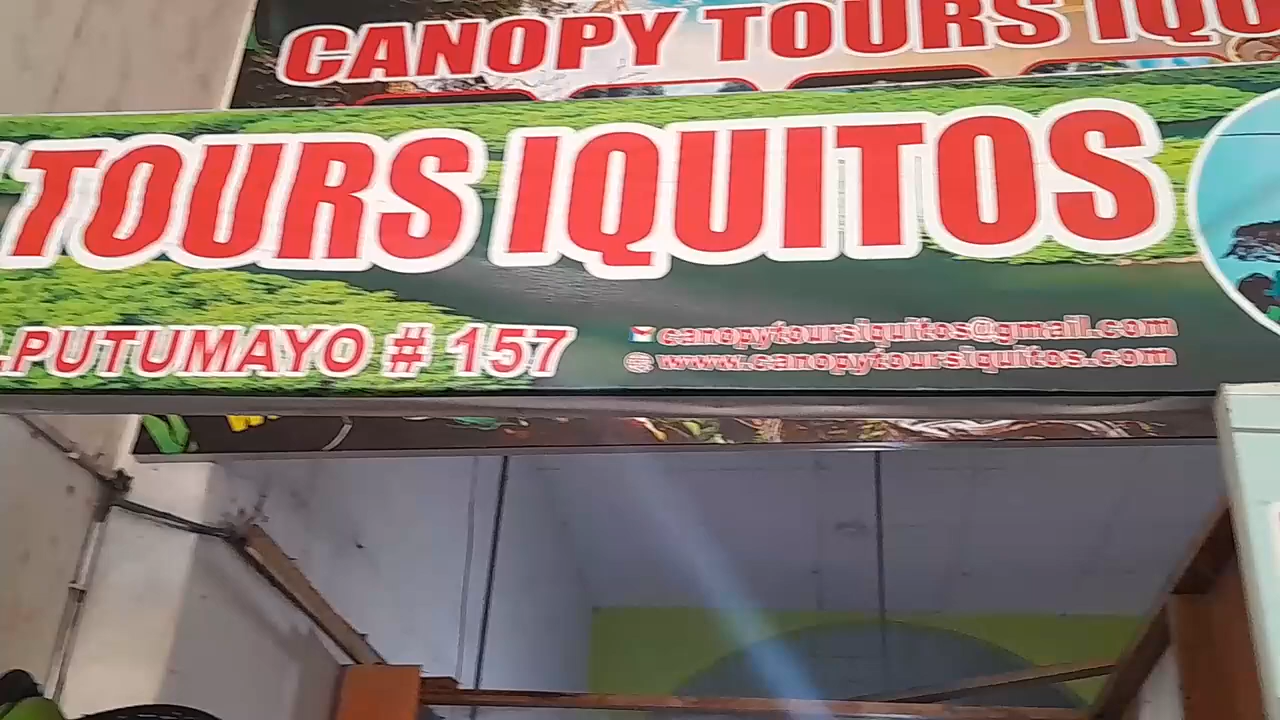 CANOPY TOURS IQU
TOURS IQUITOS
.PUTUMAYO # 157
canopytoursiquitos@gmail.com
www.canopytoursiquitos.com